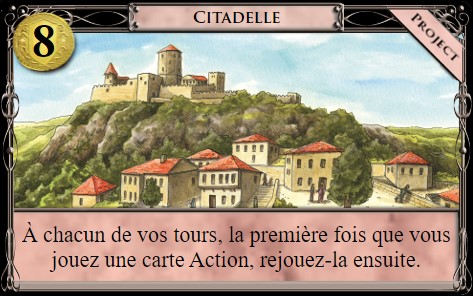 CITADELLE
8
PROJECT
À chacun de vos tours, la première fois que vous
jouez une carte Action, rejouez-la ensuite.